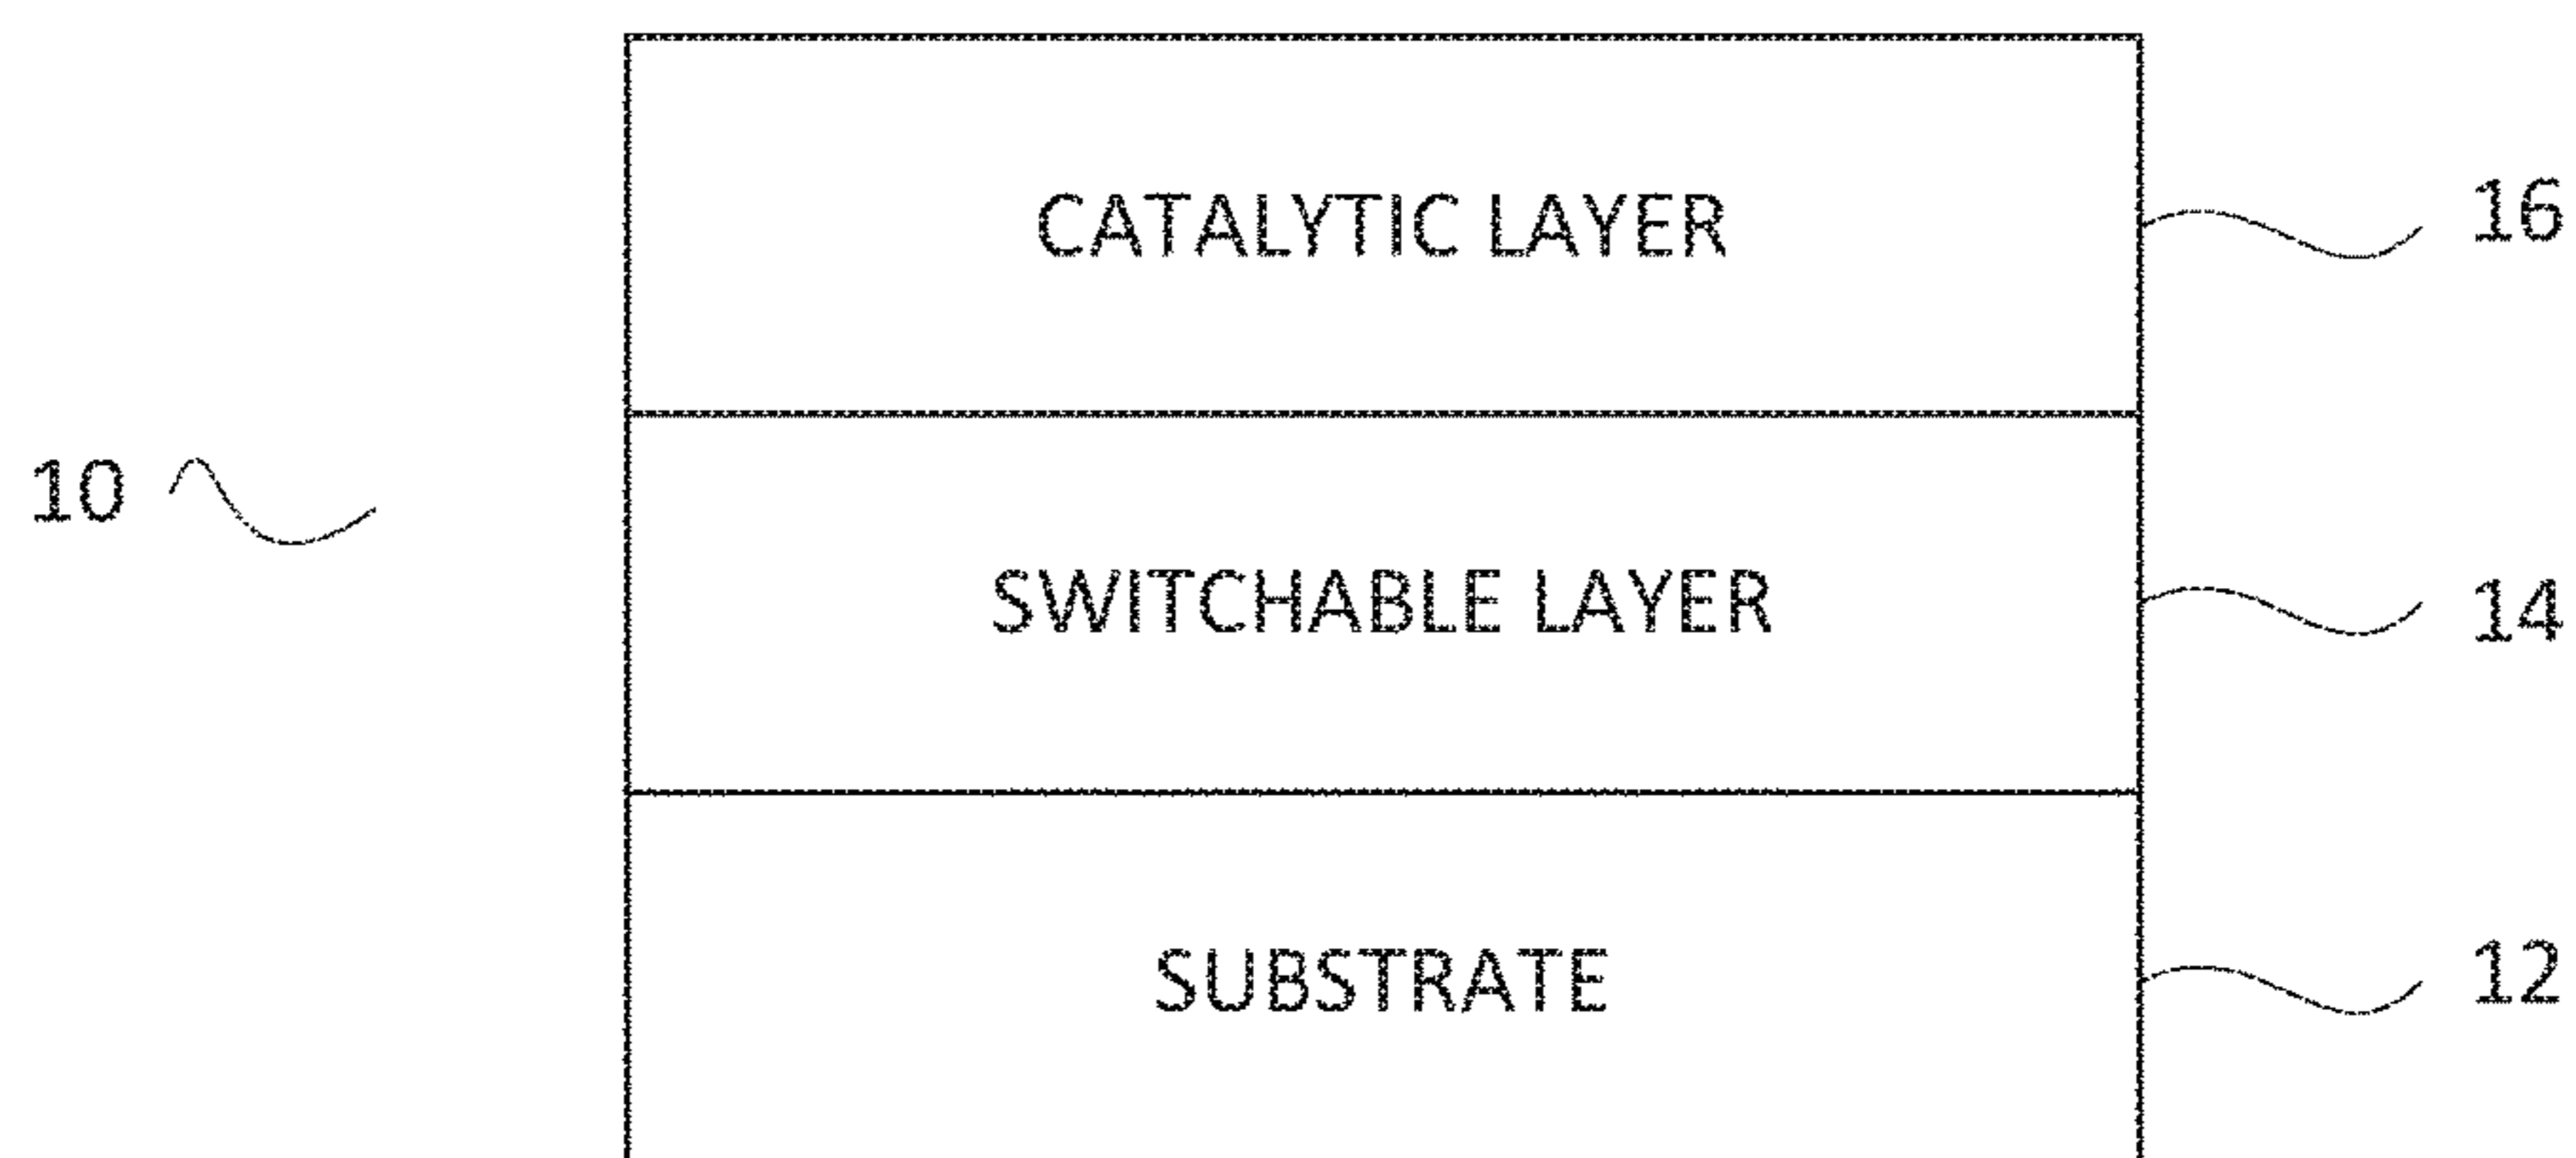 CATALYTIC LAYER
16
10
SWITCHABLE LAYER
14
SUBSTRATE
12